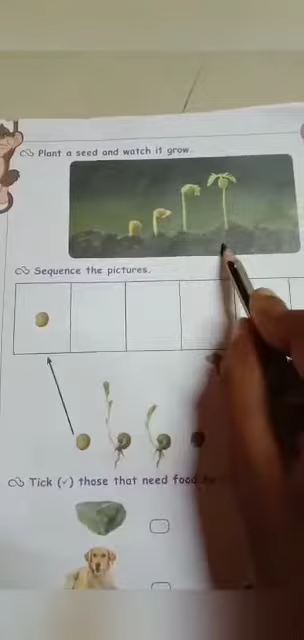 Plant a seed and watch it grow.
Sequence the pictures.
Tick (✓) those that need food